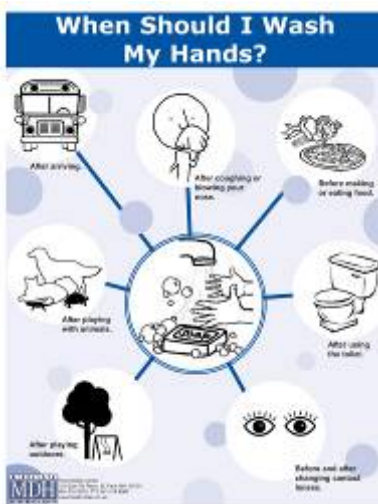 When Should I Wash
My Hands?
After arriving.
After coughing or
blowing your
nose.
Before making
or eating food.
After playing
with animals.
After using
the toilet.
After playing
outdoors.
Before and after
changing contact
lenses.
MDH